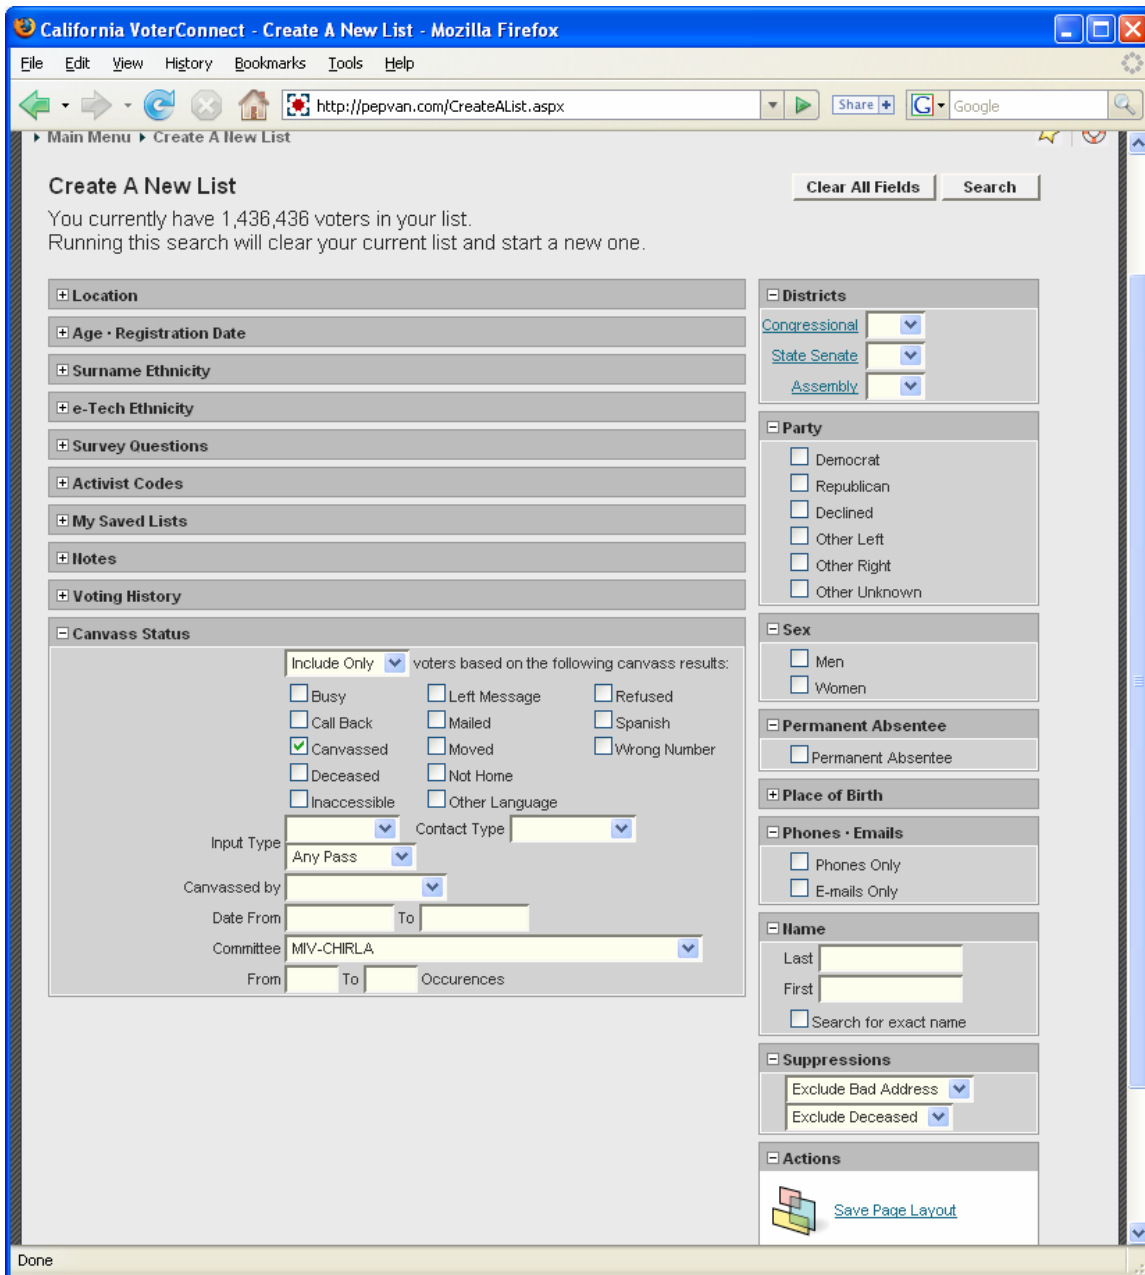 California VoterConnect - Create A New List - Mozilla Firefox
File Edit View History Bookmarks Tools Help
http://pepvan.com/CreateAList.aspx Share Google
Main Menu Create A New List
Create A New List
Clear All Fields Search
You currently have 1,436,436 voters in your list.
Running this search will clear your current list and start a new one.
Location
Age · Registration Date
Surname Ethnicity
e-Tech Ethnicity
Survey Questions
Activist Codes
My Saved Lists
Notes
Voting History
Canvass Status
Include Only voters based on the following canvass results:
Busy Left Message Refused
Call Back Mailed Spanish
Canvassed Moved Wrong Number
Deceased Not Home
Inaccessible Other Language
Input Type Contact Type
Any Pass
Canvassed by
Date From To
Committee MIV-CHIRLA
From To Occurences
Districts
Congressional
State Senate
Assembly
Party
Democrat
Republican
Declined
Other Left
Other Right
Other Unknown
Sex
Men
Women
Permanent Absentee
Permanent Absentee
Place of Birth
Phones · Emails
Phones Only
E-mails Only
Name
Last
First
Search for exact name
Suppressions
Exclude Bad Address
Exclude Deceased
Actions
Save Page Layout
Done